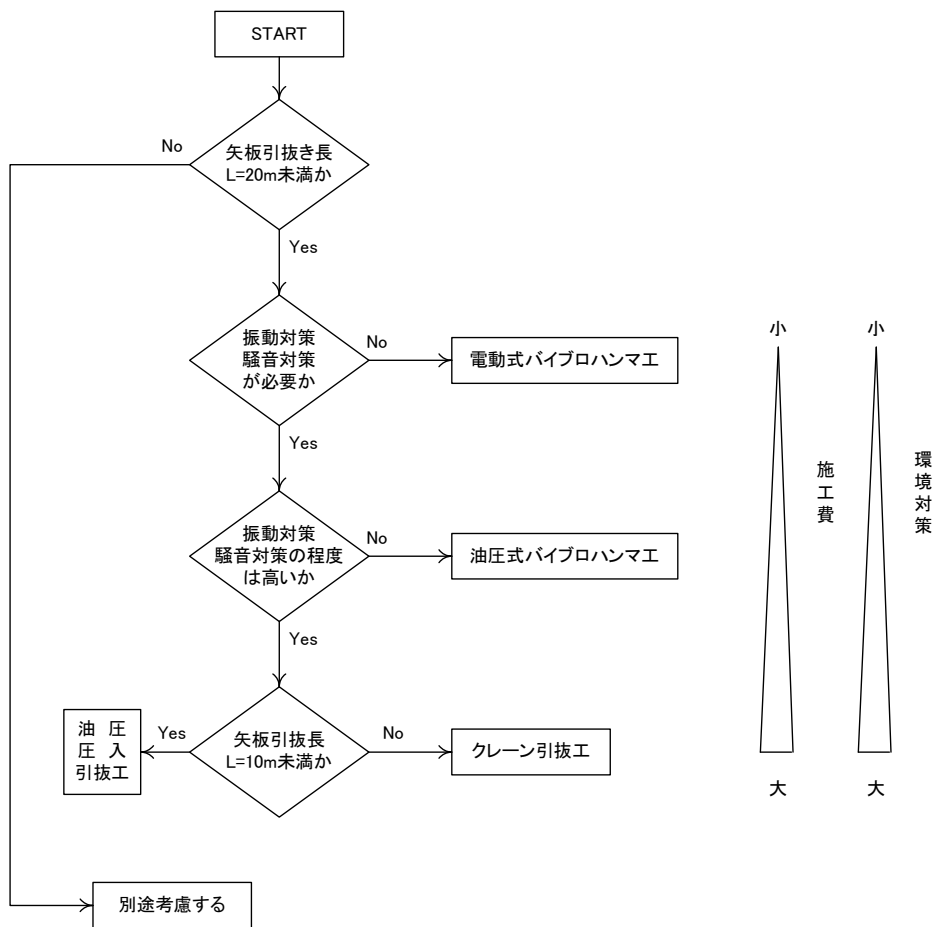 START
No
矢板引抜き長
L=20m未満か
Yes
振動対策
騒音対策
が必要か
No
電動式バイブロハンマ工
Yes
振動対策
騒音対策の程度
は高いか
No
油圧式バイブロハンマ工
Yes
油 圧
圧 入
引抜工
Yes
矢板引抜長
L=10m未満か
No
クレーン引抜工
別途考慮する
小
施工費
大
小
環境対策
大